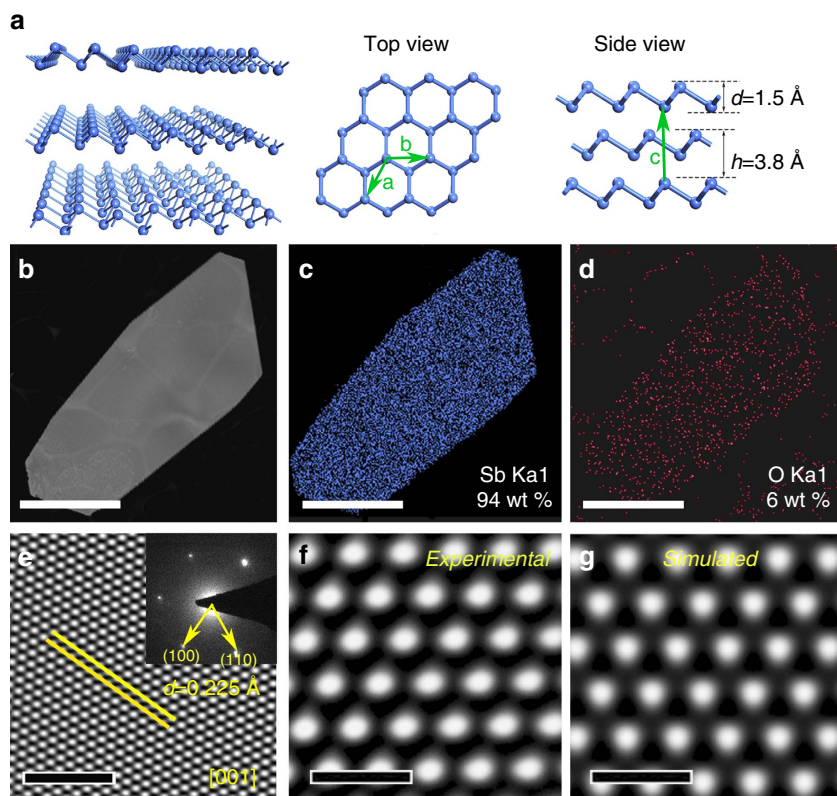 a
Top view
Side view
b
a
c
d=1.5 Å
h=3.8 Å
b
c
Sb Ka1
94 wt %
d
O Ka1
6 wt %
e
(100)
(110)
d=0.225 Å
[001]
f
Experimental
g
Simulated